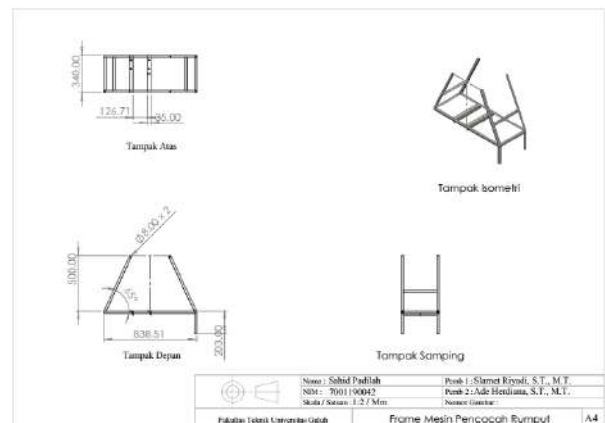 340.00
126.71
35.00
Tampak Atas
Tampak Isometri
Ø8.00 x 2
500.00
65°
838.51
203.00
Tampak Depan
Tampak Samping
Nama : Sahid Padilah
Pemb 1 : Slamet Riyadi, S.T., M.T.
NIM : 7001190042
Pemb 2 : Ade Herdiana, S.T., M.T.
Skala / Satuan : 1:2 / Mm
Nomor Gambar :
Fakultas Teknik Universitas Galuh
Frame Mesin Pencacah Rumput
A4